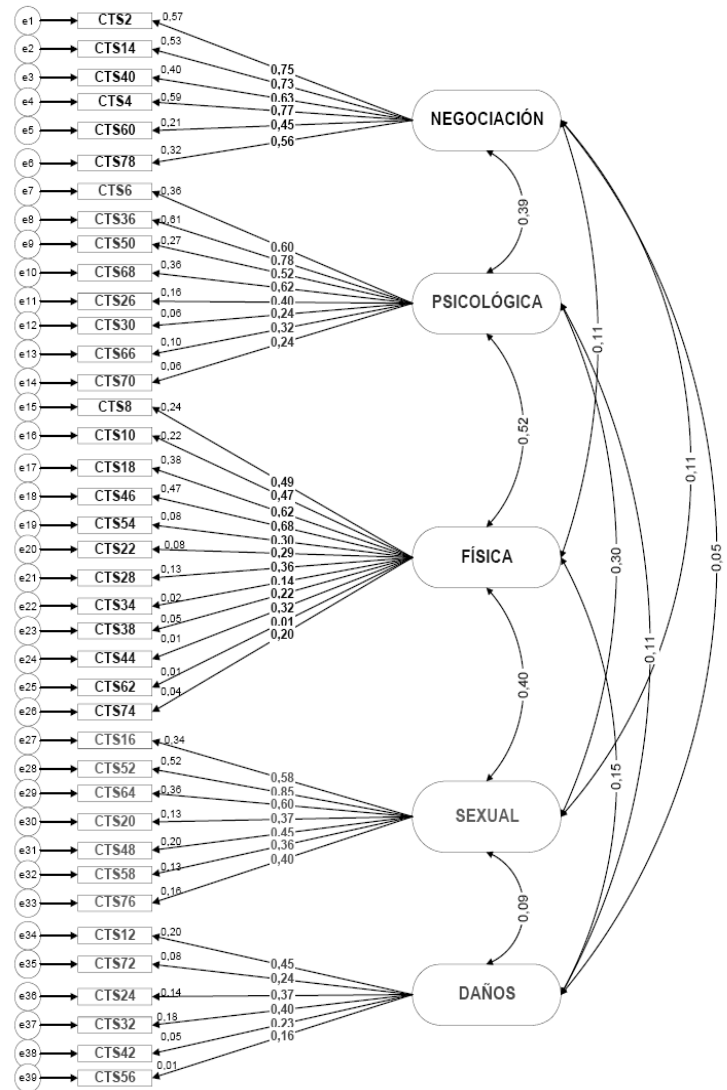 e1 CTS2 0,57
e2 CTS14 0,53
e3 CTS40 0,40
e4 CTS4 0,59
e5 CTS60 0,21
e6 CTS78 0,32
0,75
0,73
0,63
0,77
0,45
0,56
NEGOCIACIÓN
e7 CTS6 0,36
e8 CTS36 0,61
e9 CTS50 0,27
e10 CTS68 0,36
e11 CTS26 0,16
e12 CTS30 0,06
e13 CTS66 0,10
e14 CTS70 0,06
0,60
0,78
0,52
0,62
0,40
0,24
0,32
0,24
PSICOLÓGICA
e15 CTS8 0,24
e16 CTS10 0,22
e17 CTS18 0,38
e18 CTS46 0,47
e19 CTS54 0,08
e20 CTS22 0,08
e21 CTS28 0,13
e22 CTS34 0,02
e23 CTS38 0,05
e24 CTS44 0,01
e25 CTS62 0,01
e26 CTS74 0,04
0,49
0,47
0,62
0,68
0,30
0,29
0,36
0,14
0,22
0,32
0,01
0,20
FÍSICA
e27 CTS16 0,34
e28 CTS52 0,52
e29 CTS64 0,36
e30 CTS20 0,13
e31 CTS48 0,20
e32 CTS58 0,13
e33 CTS76 0,16
0,58
0,85
0,60
0,37
0,45
0,36
0,40
SEXUAL
e34 CTS12 0,20
e35 CTS72 0,08
e36 CTS24 0,14
e37 CTS32 0,18
e38 CTS42 0,05
e39 CTS56 0,01
0,45
0,24
0,37
0,40
0,23
0,16
DAÑOS
0,39
0,52
0,40
0,09
0,11
0,11
0,05
0,30
0,11
0,15